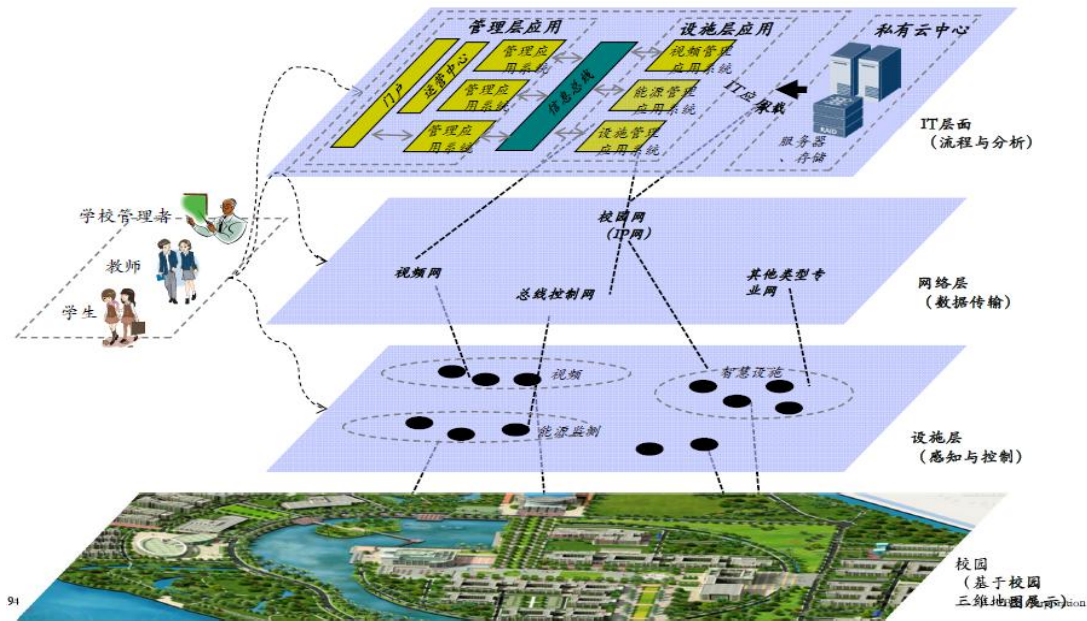 管理层应用
设施层应用
私有云中心
门户
运营中心
管理应
用系统
管理应
用系统
管理应
用系统
信息总线
视频管理
应用系统
能源管理
应用系统
设施管理
应用系统
IT应用
承载
RAID
服务器
、存储
IT层面
(流程与分析)
学校管理者
教师
学生
校园网
(IP网)
视频网
总线控制网
其他类型专
业网
网络层
(数据传输)
视频
智慧设施
能源监测
设施层
(感知与控制)
校园
(基于校园
三维地图展示)
94
Corporation